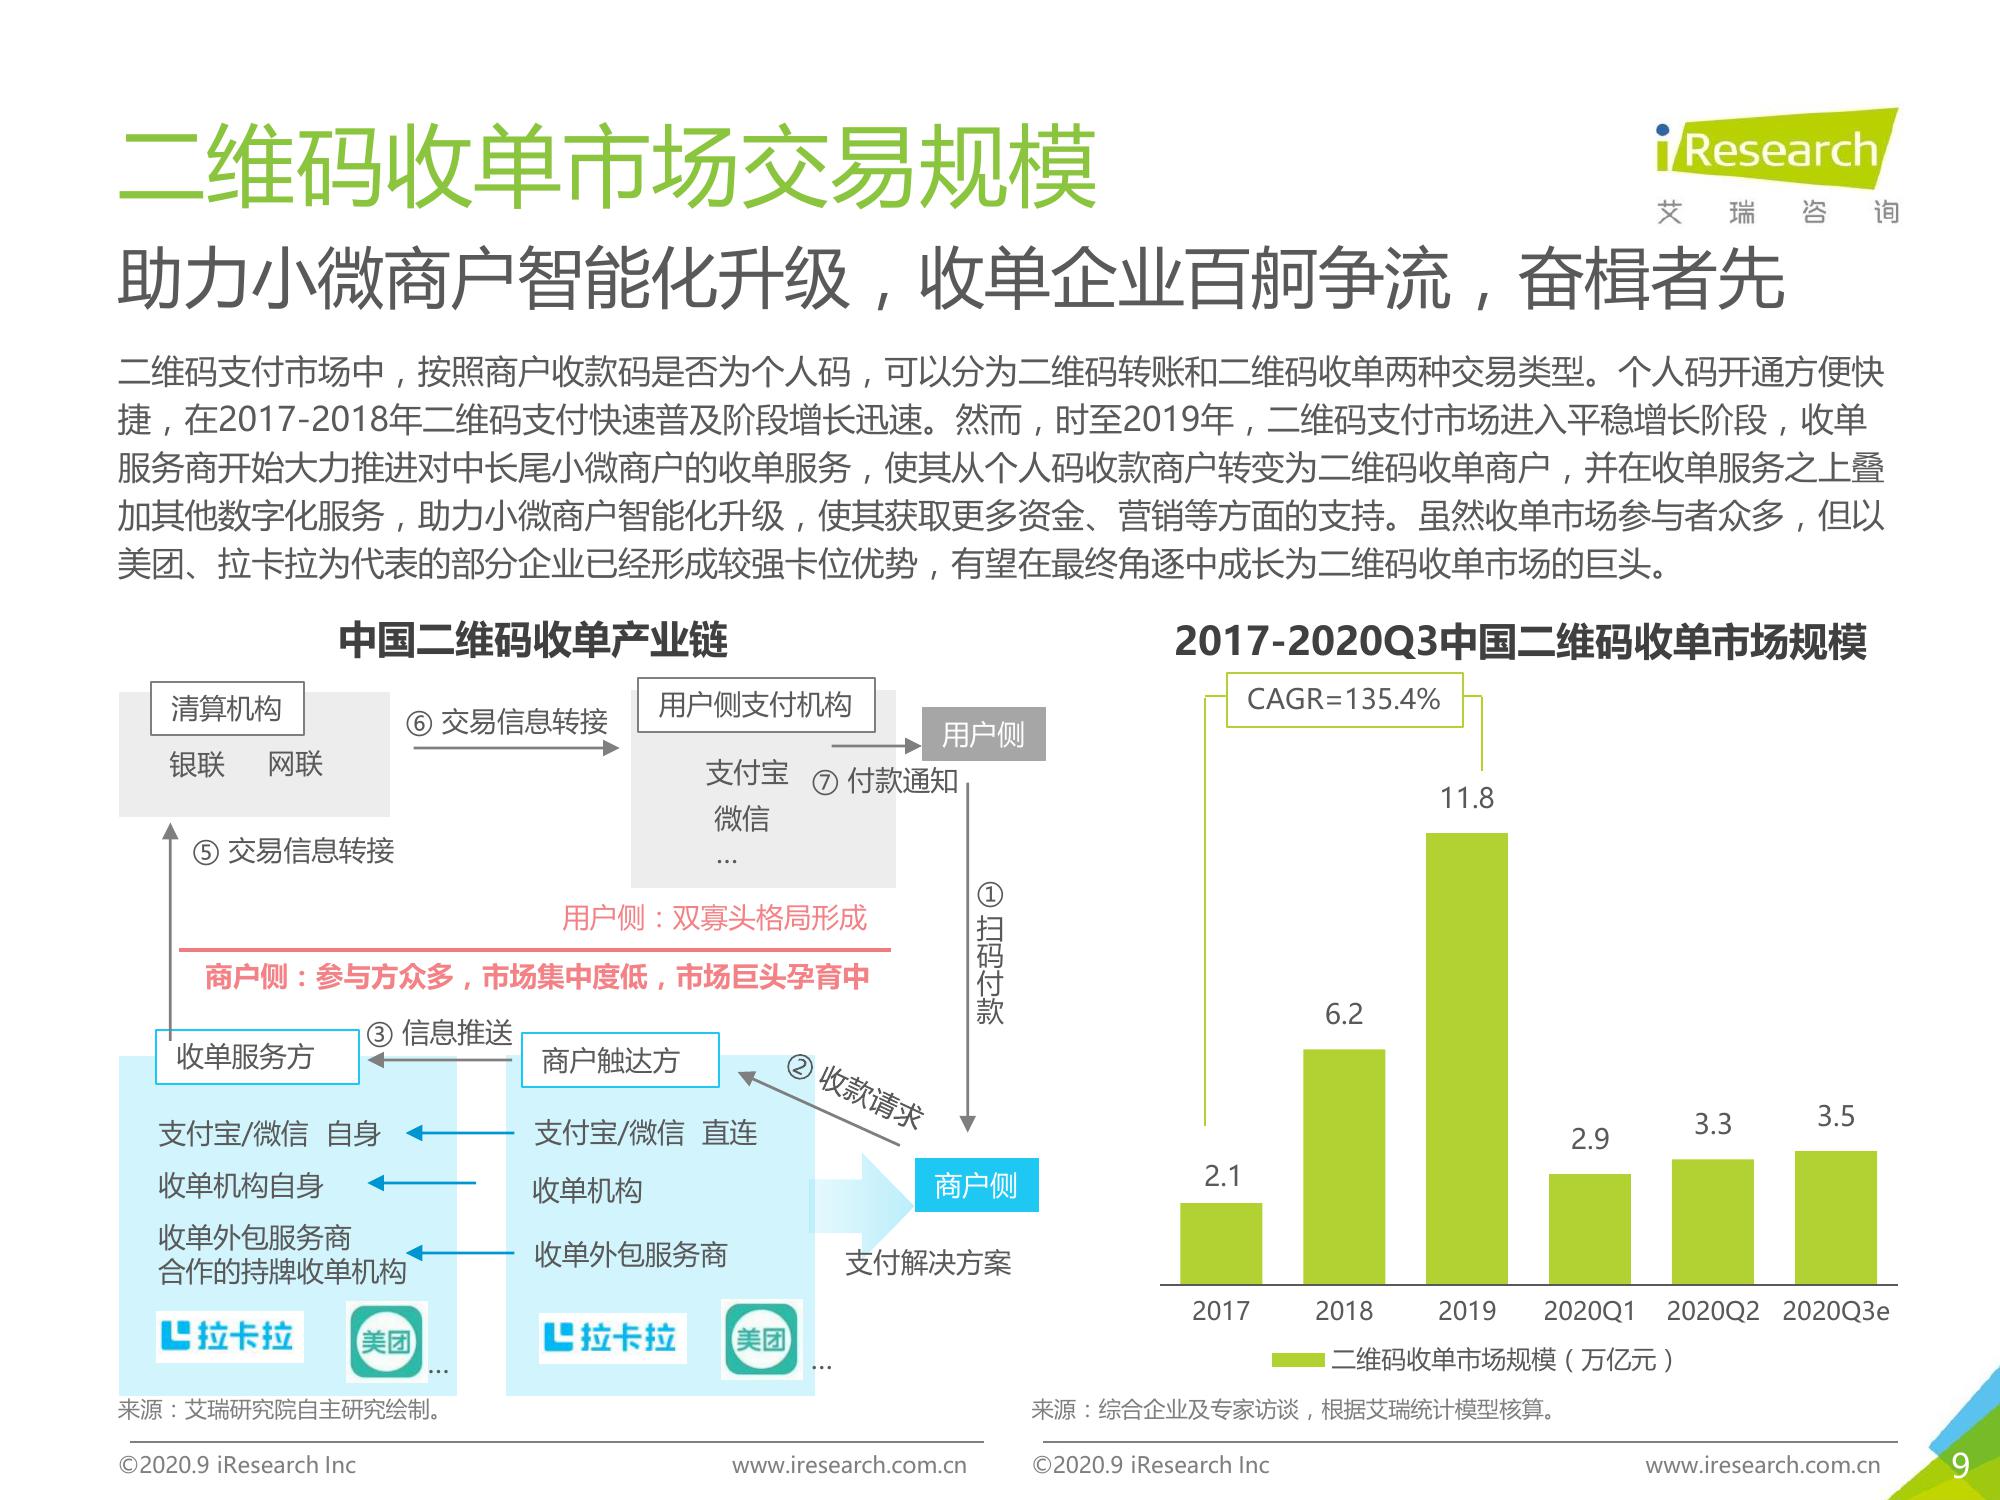 二维码收单市场交易规模
iResearch
艾瑞咨询
助力小微商户智能化升级，收单企业百舸争流，奋楫者先
二维码支付市场中，按照商户收款码是否为个人码，可以分为二维码转账和二维码收单两种交易类型。个人码开通方便快
捷，在2017-2018年二维码支付快速普及阶段增长迅速。然而，时至2019年，二维码支付市场进入平稳增长阶段，收单
服务商开始大力推进对中长尾小微商户的收单服务，使其从个人码收款商户转变为二维码收单商户，并在收单服务之上叠
加其他数字化服务，助力小微商户智能化升级，使其获取更多资金、营销等方面的支持。虽然收单市场参与者众多，但以
美团、拉卡拉为代表的部分企业已经形成较强卡位优势，有望在最终角逐中成长为二维码收单市场的巨头。
中国二维码收单产业链
清算机构
银联 网联
⑥ 交易信息转接
用户侧支付机构
支付宝
微信
...
用户侧
⑦ 付款通知
⑤ 交易信息转接
① 扫码付款
用户侧：双寡头格局形成
商户侧：参与方众多，市场集中度低，市场巨头孕育中
收单服务方
③ 信息推送
商户触达方
② 收款请求
支付宝/微信 自身
支付宝/微信 直连
收单机构自身
收单机构
商户侧
收单外包服务商
合作的持牌收单机构
收单外包服务商
支付解决方案
拉卡拉
美团
...
拉卡拉
美团
...
来源：艾瑞研究院自主研究绘制。
2017-2020Q3中国二维码收单市场规模
CAGR=135.4%
2.1
6.2
11.8
2.9
3.3
3.5
2017 2018 2019 2020Q1 2020Q2 2020Q3e
二维码收单市场规模（万亿元）
来源：综合企业及专家访谈，根据艾瑞统计模型核算。
©2020.9 iResearch Inc www.iresearch.com.cn
©2020.9 iResearch Inc www.iresearch.com.cn
9